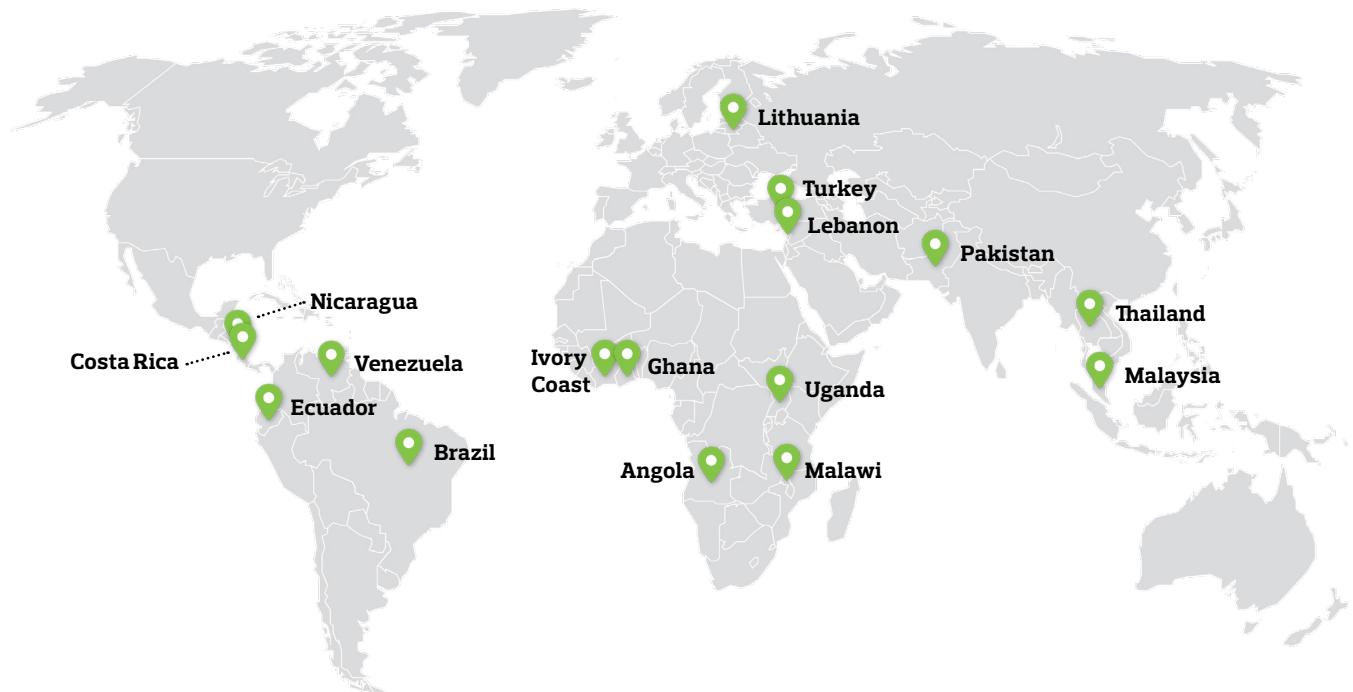 Lithuania
Turkey
Lebanon
Pakistan
Nicaragua
Thailand
Costa Rica
Venezuela
Ivory
Coast
Ghana
Malaysia
Uganda
Ecuador
Brazil
Angola
Malawi